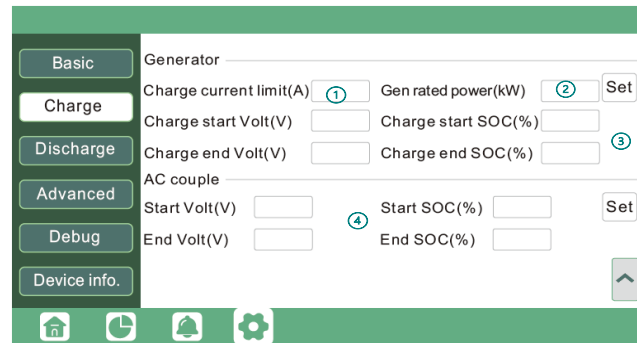 Basic
Charge
Discharge
Advanced
Debug
Device info.
Generator
Charge current limit(A) ① Gen rated power(kW) ② Set
Charge start Volt(V) Charge start SOC(%)
③
Charge end Volt(V) Charge end SOC(%)
AC couple
Start Volt(V) Start SOC(%) Set
④
End Volt(V) End SOC(%)